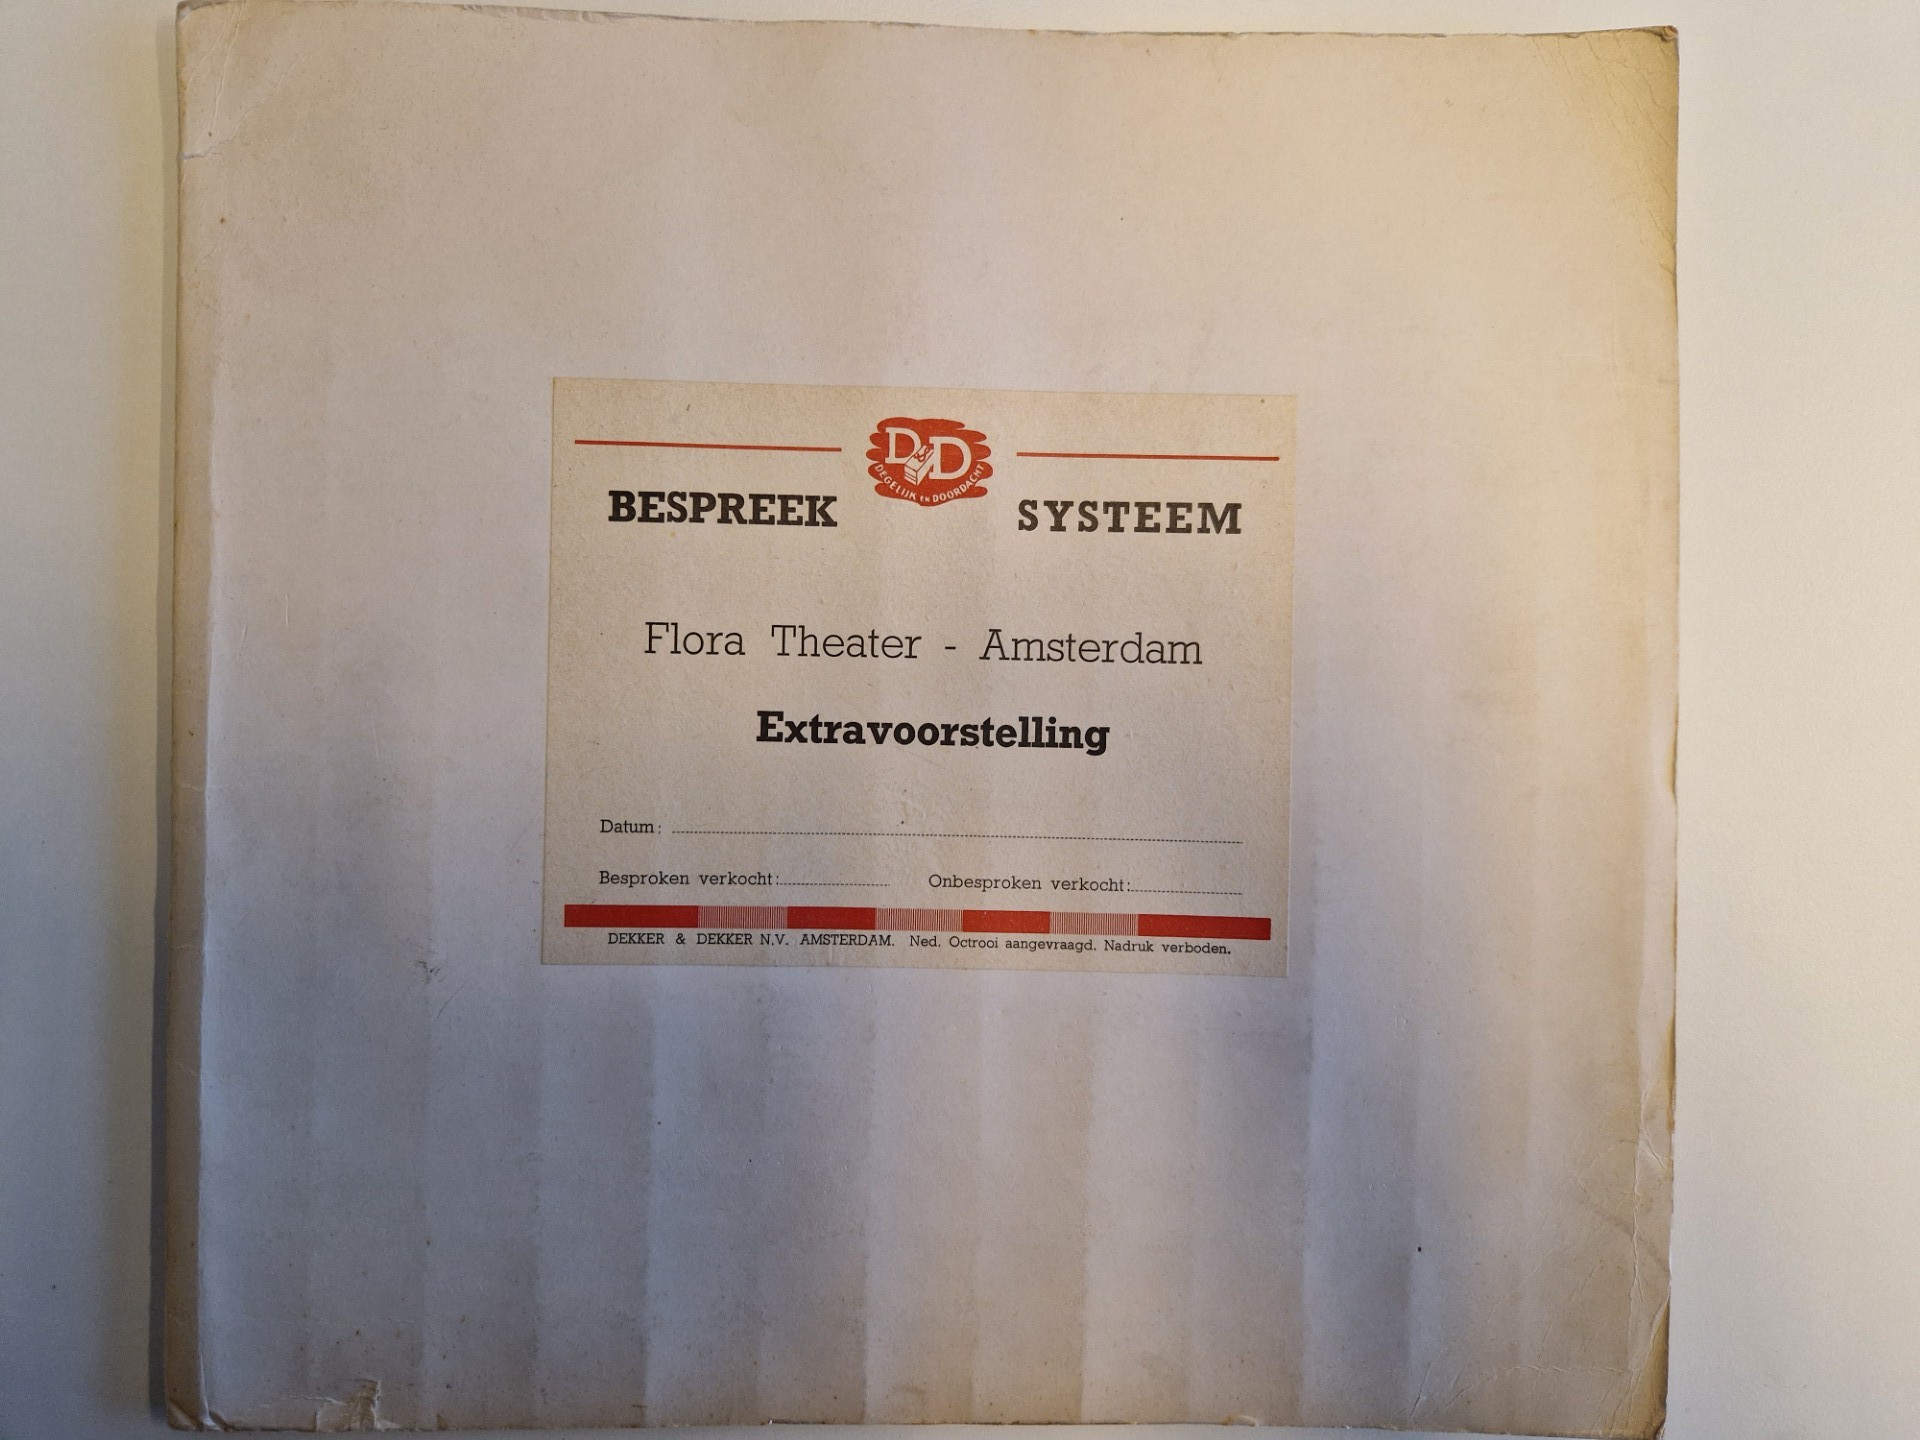 D & D
DEGELIJK EN DOORDACHT
BESPREEK SYSTEEM
Flora Theater - Amsterdam
Extravoorstelling
Datum:
Besproken verkocht: Onbesproken verkocht:
DEKKER & DEKKER N.V. AMSTERDAM. Ned. Octrooi aangevraagd. Nadruk verboden.